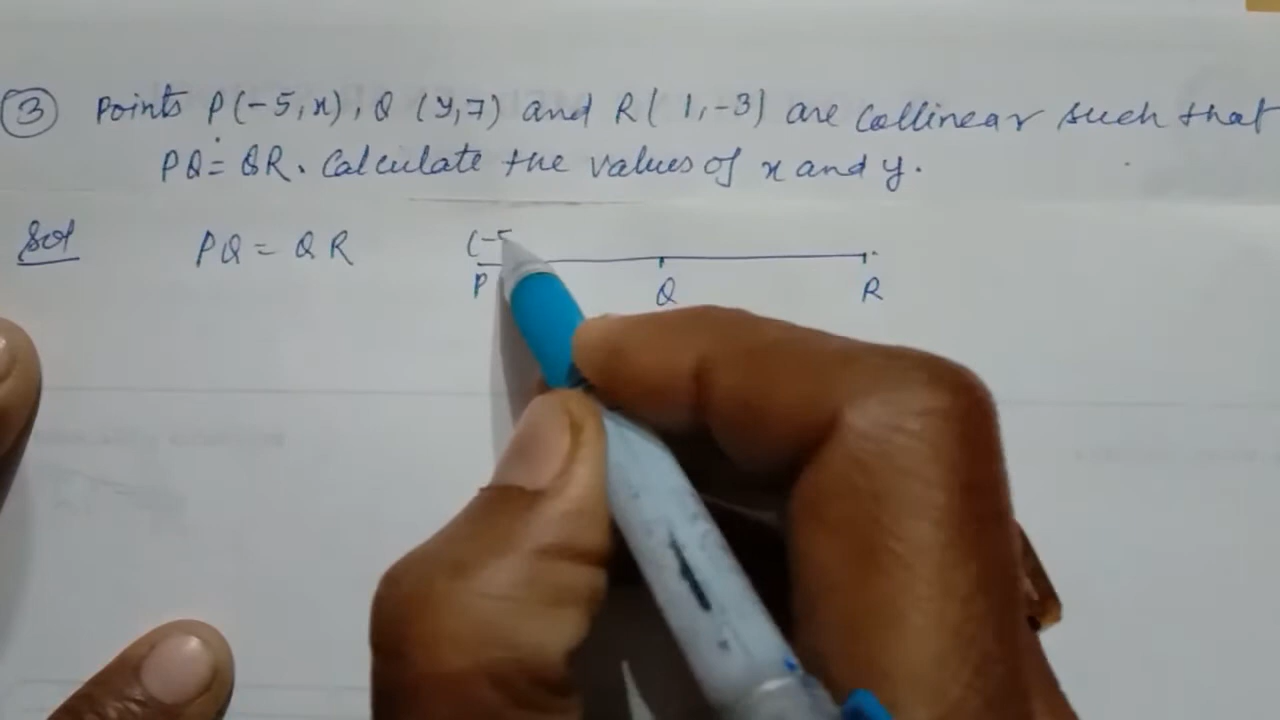 ③ Points P(-5,x), Q (y,7) and R( 1,-3) are collinear such that
PQ = QR. Calculate the values of x and y.
Sol PQ = QR (-5
P Q R